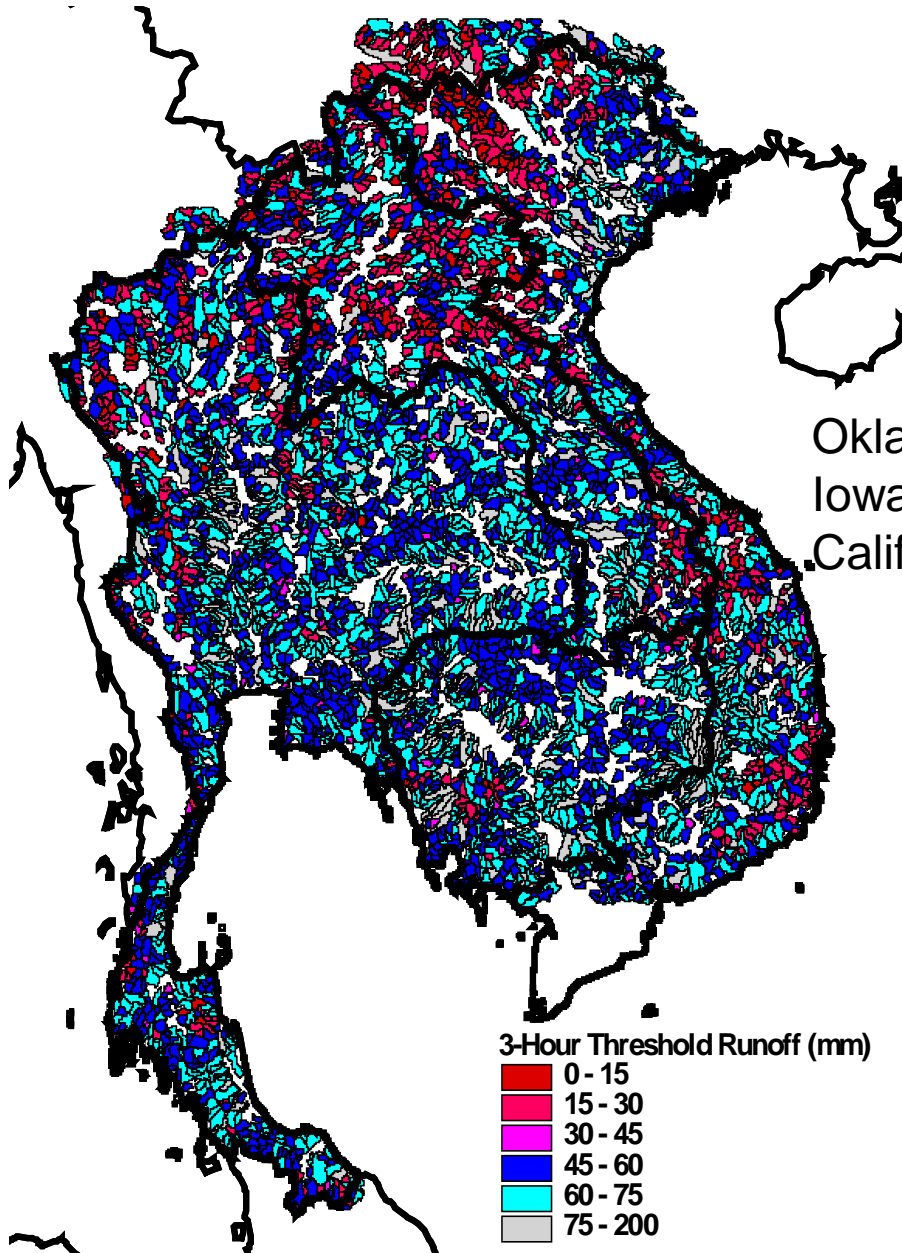 Okla
Iowa
Calif
3-Hour Threshold Runoff (mm)
0 - 15
15 - 30
30 - 45
45 - 60
60 - 75
75 - 200